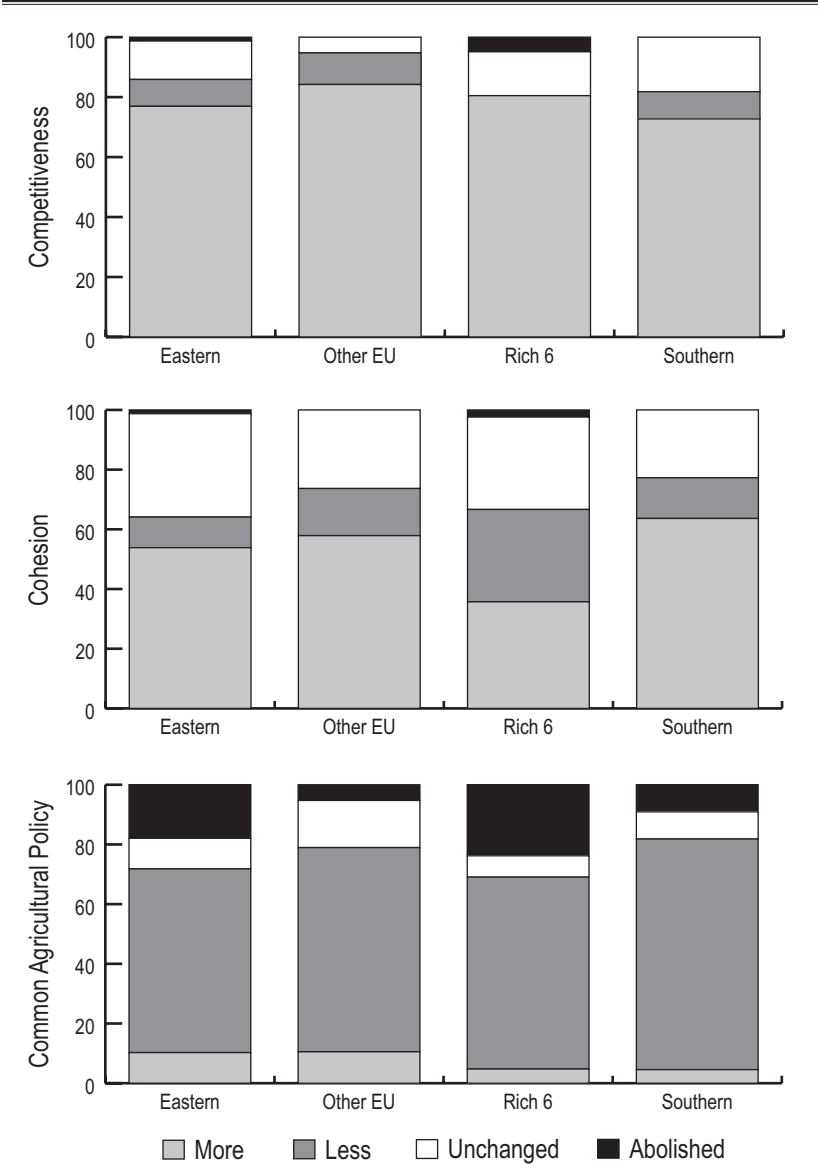 Competitiveness
100
80
60
40
20
0
Eastern Other EU Rich 6 Southern
Cohesion
100
80
60
40
20
0
Eastern Other EU Rich 6 Southern
Common Agricultural Policy
100
80
60
40
20
0
Eastern Other EU Rich 6 Southern
More Less Unchanged Abolished